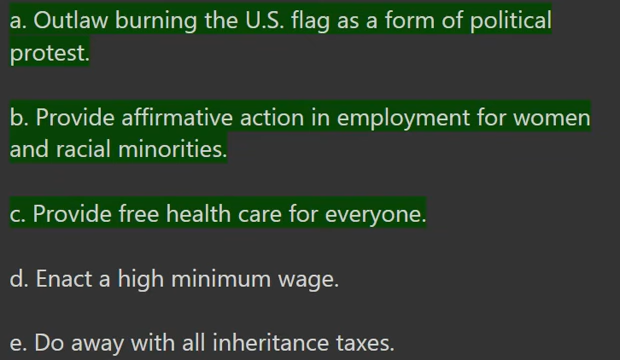 a. Outlaw burning the U.S. flag as a form of political
protest.
b. Provide affirmative action in employment for women
and racial minorities.
c. Provide free health care for everyone.
d. Enact a high minimum wage.
e. Do away with all inheritance taxes.